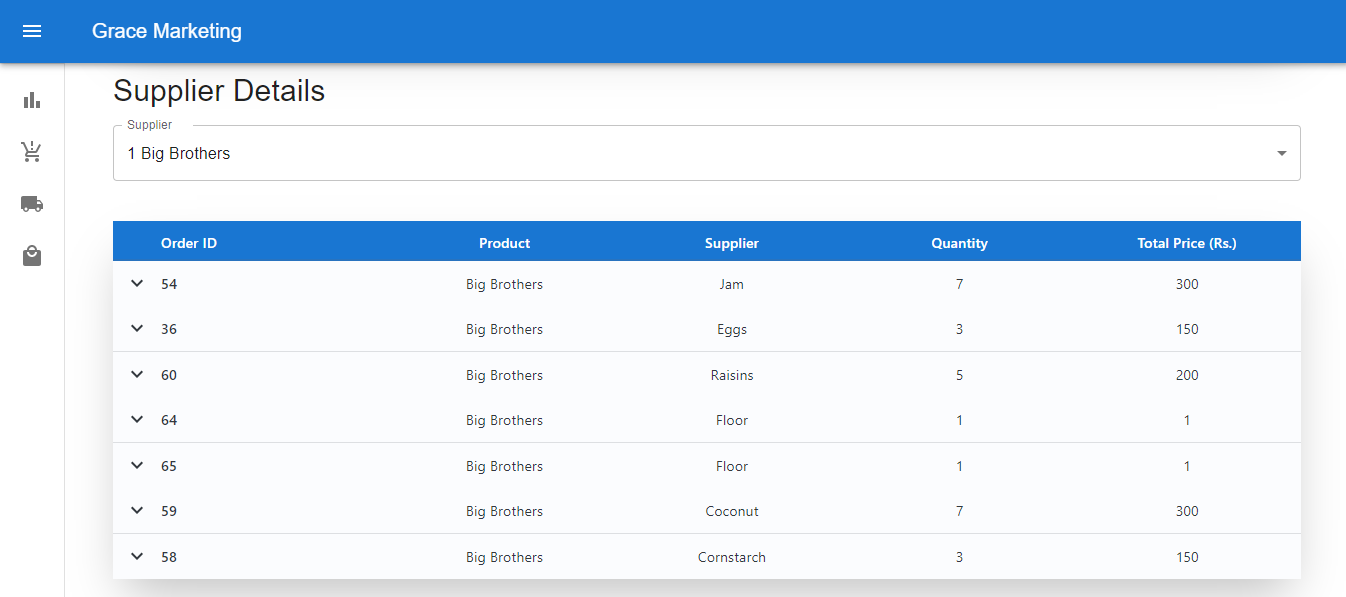 Grace Marketing
Supplier Details
Supplier
1 Big Brothers
Order ID Product Supplier Quantity Total Price (Rs.)
54 Big Brothers Jam 7 300
36 Big Brothers Eggs 3 150
60 Big Brothers Raisins 5 200
64 Big Brothers Floor 1 1
65 Big Brothers Floor 1 1
59 Big Brothers Coconut 7 300
58 Big Brothers Cornstarch 3 150